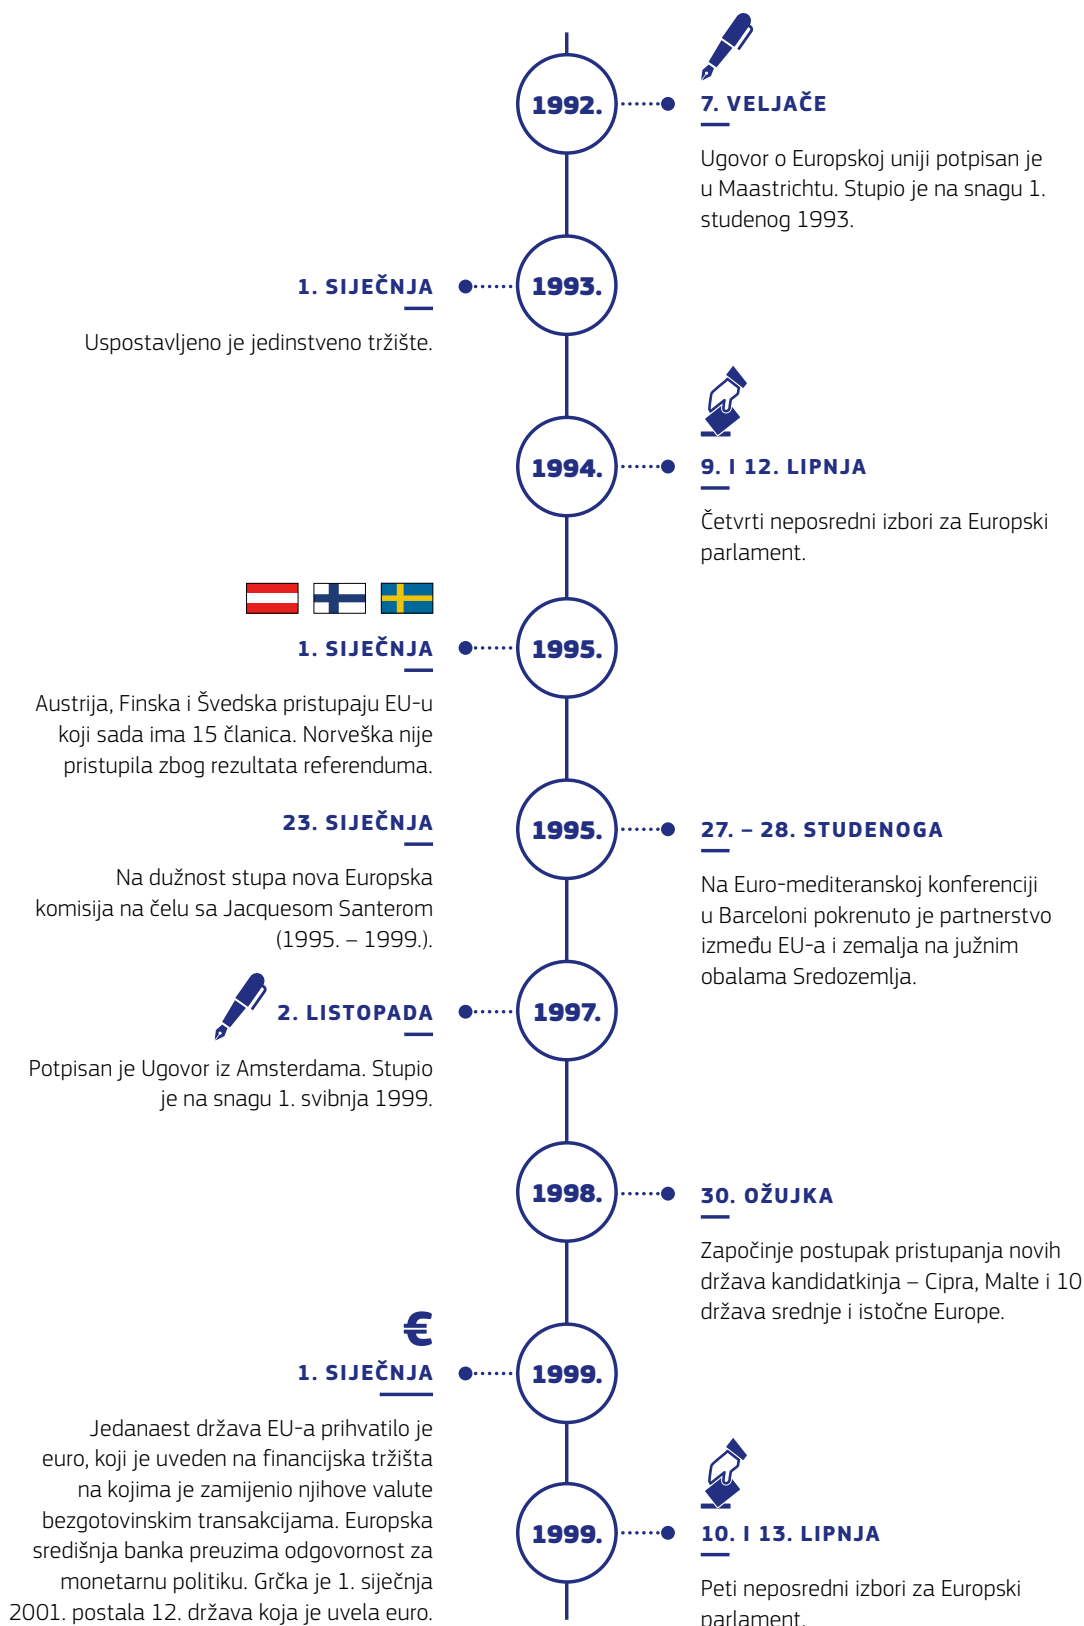 1992.
7. VELJAČE
Ugovor o Europskoj uniji potpisan je
u Maastrichtu. Stupio je na snagu 1.
studenog 1993.
1993.
1. SIJEČNJA
Uspostavljeno je jedinstveno tržište.
1994.
9. I 12. LIPNJA
Četvrti neposredni izbori za Europski
parlament.
1995.
1. SIJEČNJA
Austrija, Finska i Švedska pristupaju EU-u
koji sada ima 15 članica. Norveška nije
pristupila zbog rezultata referenduma.
23. SIJEČNJA
Na dužnost stupa nova Europska
komisija na čelu sa Jacquesom Santerom
(1995. – 1999.).
1995.
27. – 28. STUDENOGA
Na Euro-mediteranskoj konferenciji
u Barceloni pokrenuto je partnerstvo
između EU-a i zemalja na južnim
obalama Sredozemlja.
1997.
2. LISTOPADA
Potpisan je Ugovor iz Amsterdama. Stupio
je na snagu 1. svibnja 1999.
1998.
30. OŽUJKA
Započinje postupak pristupanja novih
država kandidatkinja – Cipra, Malte i 10
država srednje i istočne Europe.
€
1999.
1. SIJEČNJA
Jedanaest država EU-a prihvatilo je
euro, koji je uveden na financijska tržišta
na kojima je zamijenio njihove valute
bezgotovinskim transakcijama. Europska
središnja banka preuzima odgovornost za
monetarnu politiku. Grčka je 1. siječnja
2001. postala 12. država koja je uvela euro.
1999.
10. I 13. LIPNJA
Peti neposredni izbori za Europski
parlament.